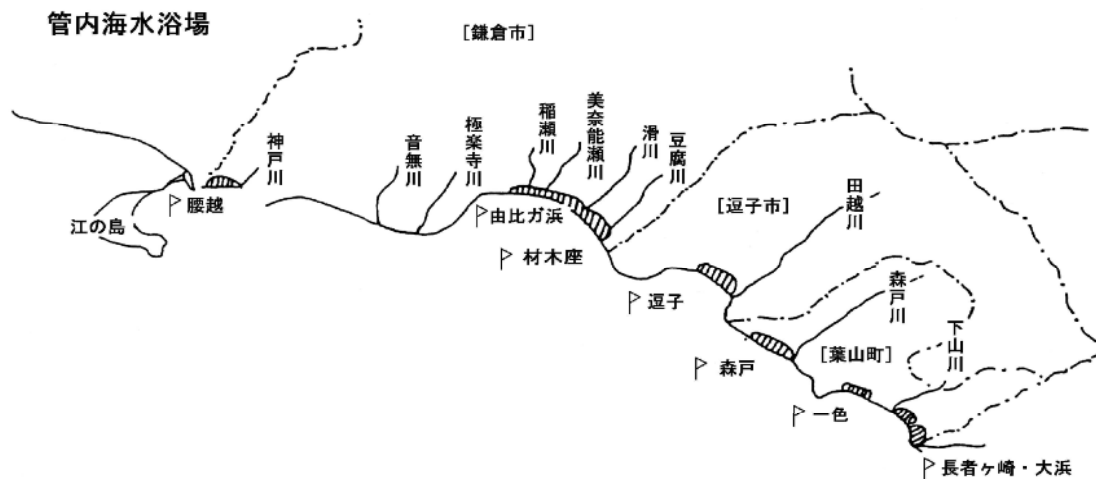 管内海水浴場
[鎌倉市]
神戸川
音無川
極楽寺川
稲瀬川
美奈能瀬川
滑川
豆腐川
[逗子市]
田越川
江の島
腰越
由比ガ浜
材木座
逗子
森戸川
下山川
[葉山町]
森戸
一色
長者ヶ崎・大浜